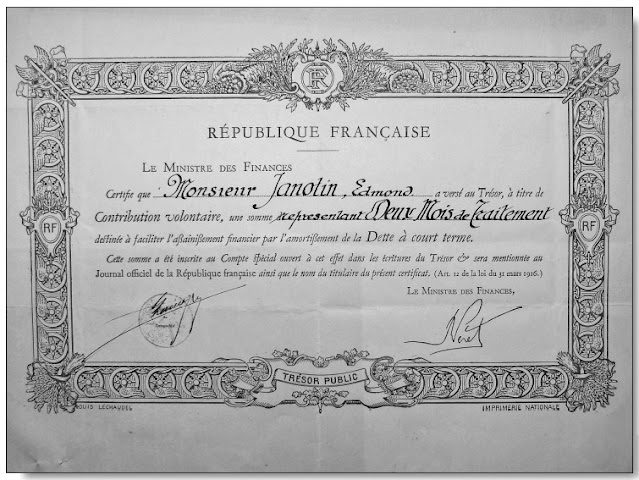 RF
RÉPUBLIQUE FRANÇAISE
LE MINISTRE DES FINANCES
Certifie que Monsieur Janotin, Edmond a versé au Trésor, à titre de
Contribution volontaire, une somme représentant Deux Mois de Traitement
destinée à faciliter l'assainissement financier par l'amortissement de la Dette à court terme.
Cette somme a été inscrite au Compte spécial ouvert à cet effet dans les écritures du Trésor & sera mentionnée au
Journal officiel de la République française ainsi que le nom du titulaire du présent certificat. (Art. 12 de la loi du 31 mars 1926.)
RF
RF
LE MINISTRE DES FINANCES,
TRÉSOR PUBLIC
LOUIS LECHAUDEL
IMPRIMERIE NATIONALE